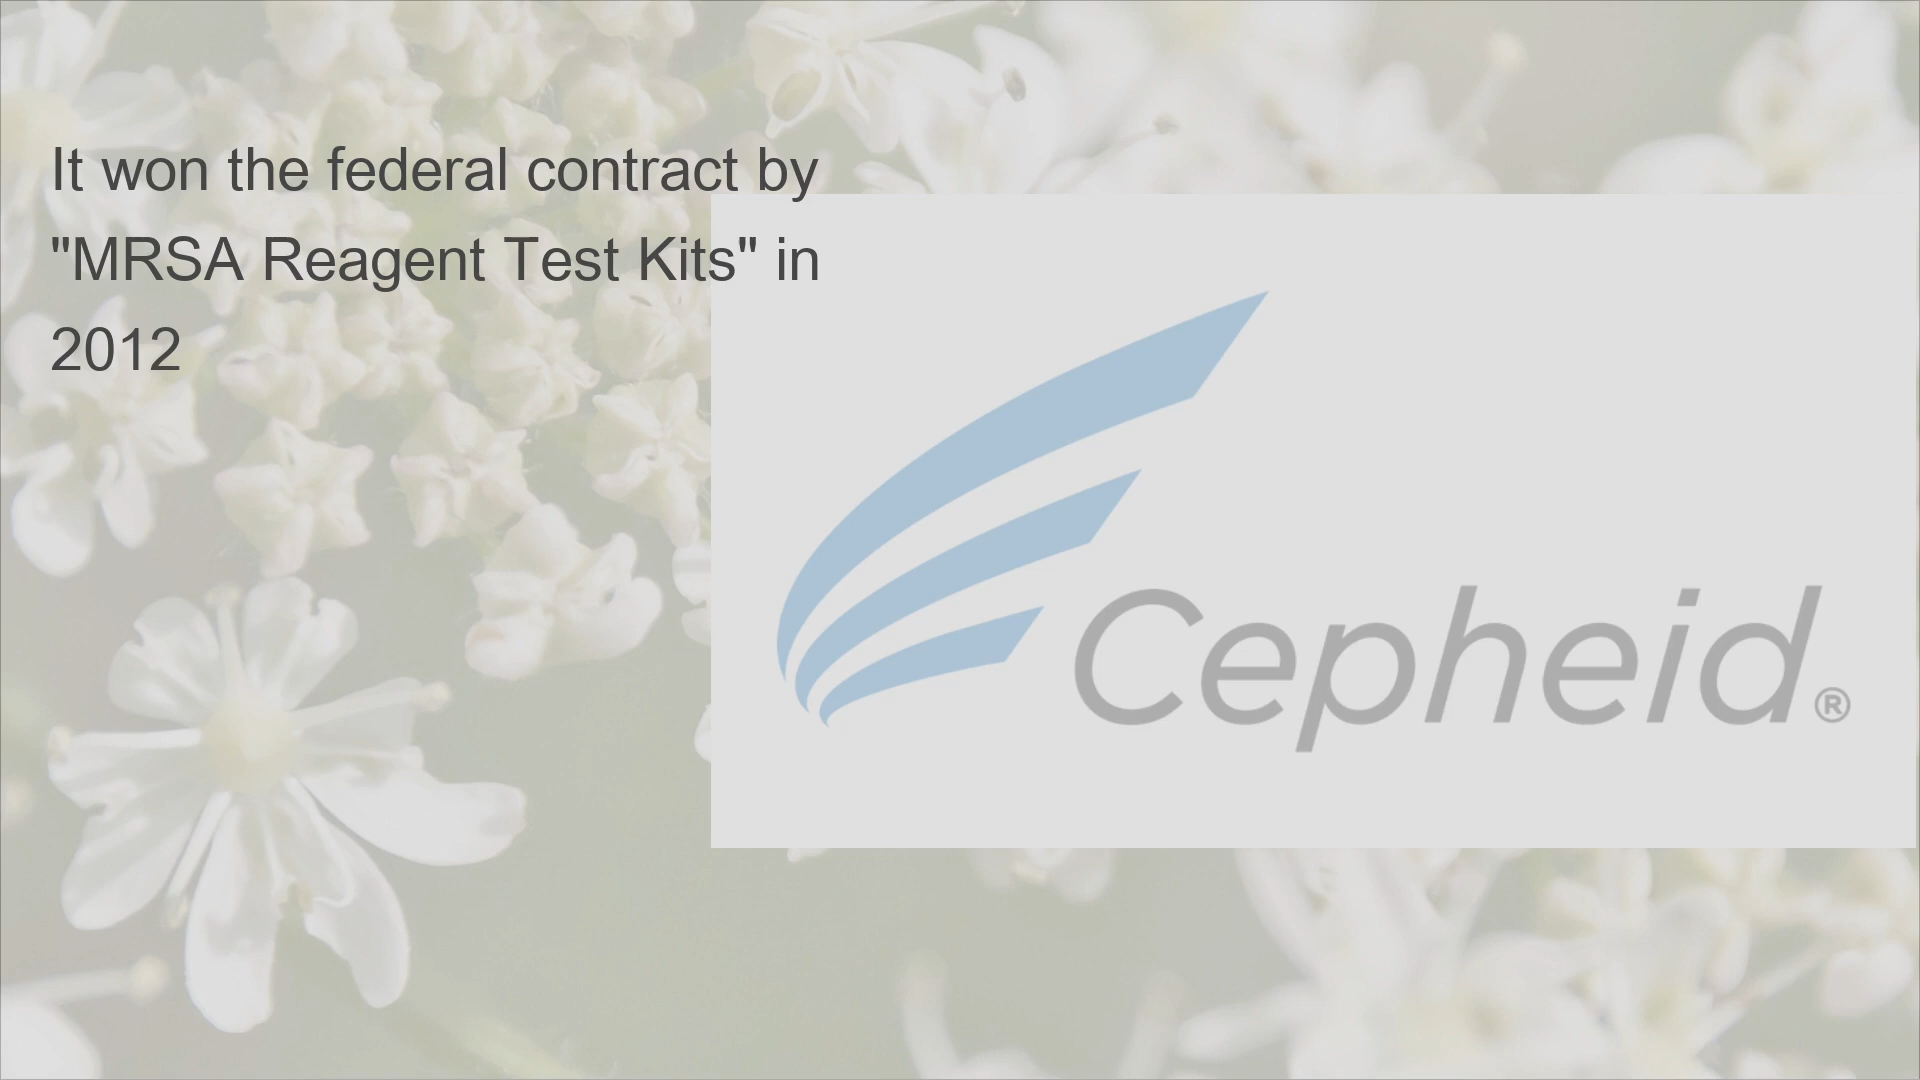 It won the federal contract by
"MRSA Reagent Test Kits" in
2012
Cepheid®